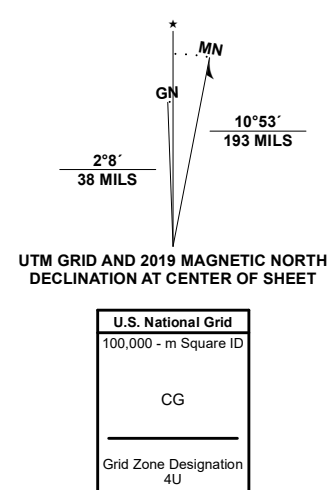 MN
GN
10°53´
193 MILS
2°8´
38 MILS
UTM GRID AND 2019 MAGNETIC NORTH
DECLINATION AT CENTER OF SHEET
U.S. National Grid
100,000 - m Square ID
CG
Grid Zone Designation
4U